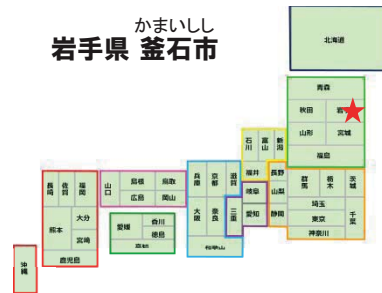 かまいしし
岩手県 釜石市
北海道
青森
秋田 岩手
山形 宮城
福島
石川 富山 新潟
福井 長野
岐阜 山梨
愛知 静岡
群馬 栃木 茨城
埼玉
東京 千葉
神奈川
兵庫 京都 滋賀
大阪 奈良 三重
和歌山
鳥根 鳥取
山口
広島 岡山
愛媛 香川
徳島
高知
長崎 佐賀 福岡
熊本 大分
宮崎
鹿児島
沖縄